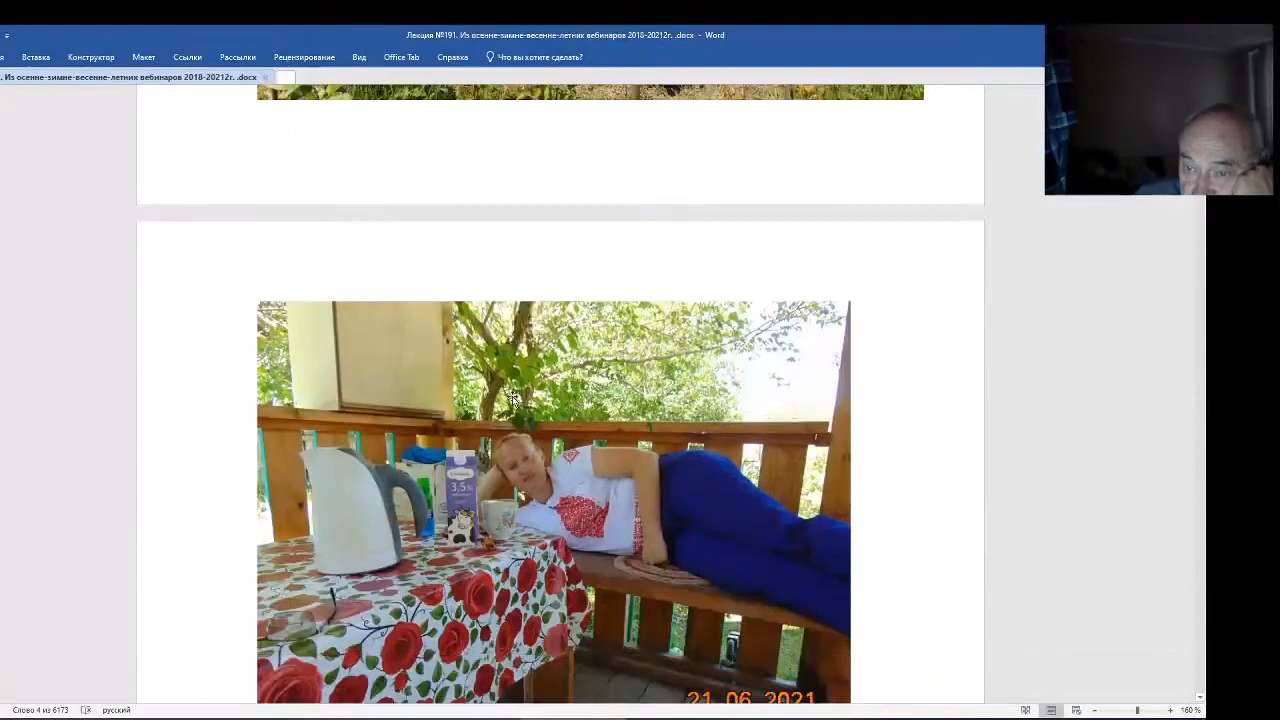 Лекция №191. Из осенне-зимне-весенне-летних вебинаров 2018-20212г. .docx - Word
Вставка Конструктор Макет Ссылки Рассылки Рецензирование Вид Office Tab Справка Что вы хотите сделать?
. Из осенне-зимне-весенне-летних вебинаров 2018-20212г. .docx
3.5%
21 06 2021
Слово 4 из 6173 русский 160 %